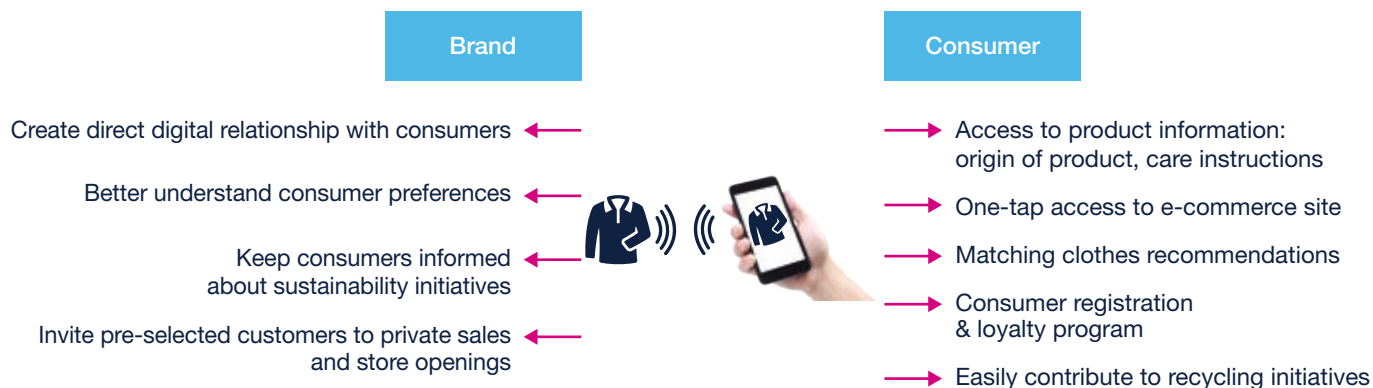 Brand
Create direct digital relationship with consumers
Better understand consumer preferences
Keep consumers informed
about sustainability initiatives
Invite pre-selected customers to private sales
and store openings
Consumer
Access to product information:
origin of product, care instructions
One-tap access to e-commerce site
Matching clothes recommendations
Consumer registration
& loyalty program
Easily contribute to recycling initiatives